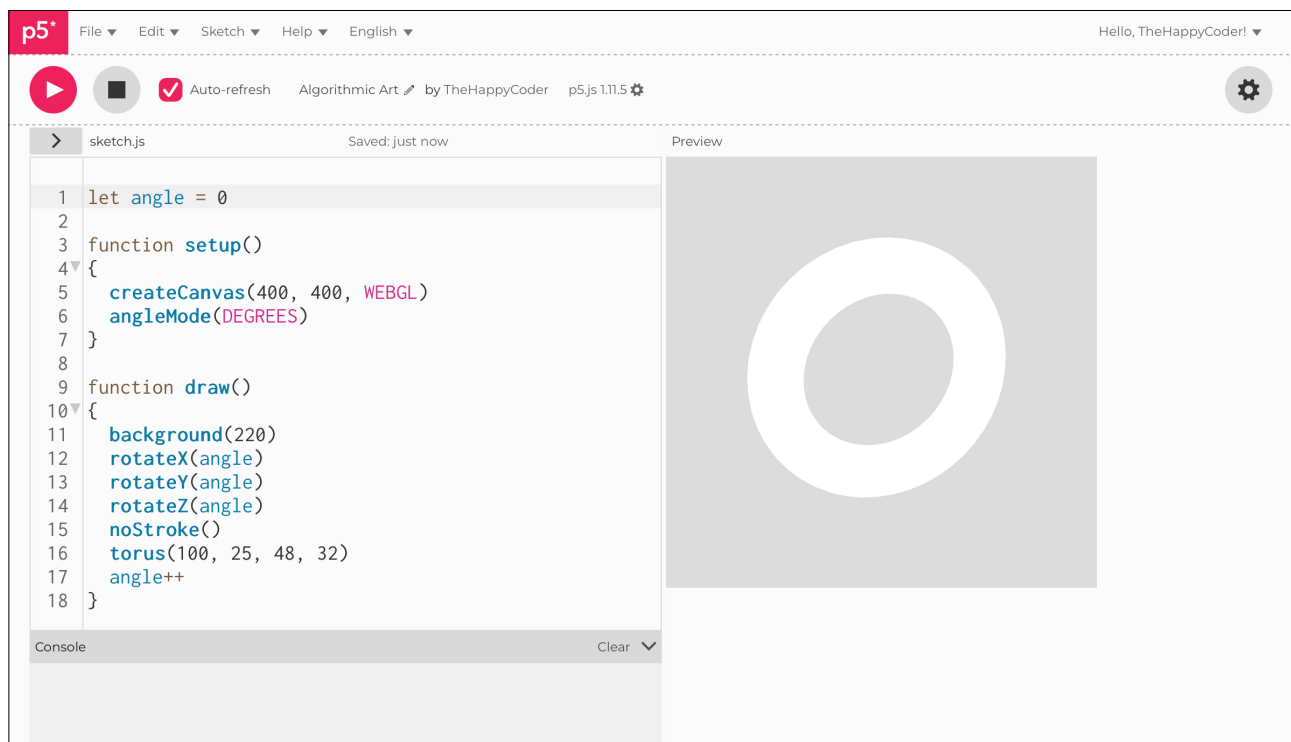 p5* File Edit Sketch Help English Hello, TheHappyCoder!
Auto-refresh Algorithmic Art by TheHappyCoder p5.js 1.11.5
sketch.js Saved: just now Preview
1 let angle = 0
2
3 function setup()
4 {
5 createCanvas(400, 400, WEBGL)
6 angleMode(DEGREES)
7 }
8
9 function draw()
10 {
11 background(220)
12 rotateX(angle)
13 rotateY(angle)
14 rotateZ(angle)
15 noStroke()
16 torus(100, 25, 48, 32)
17 angle++
18 }
Console Clear